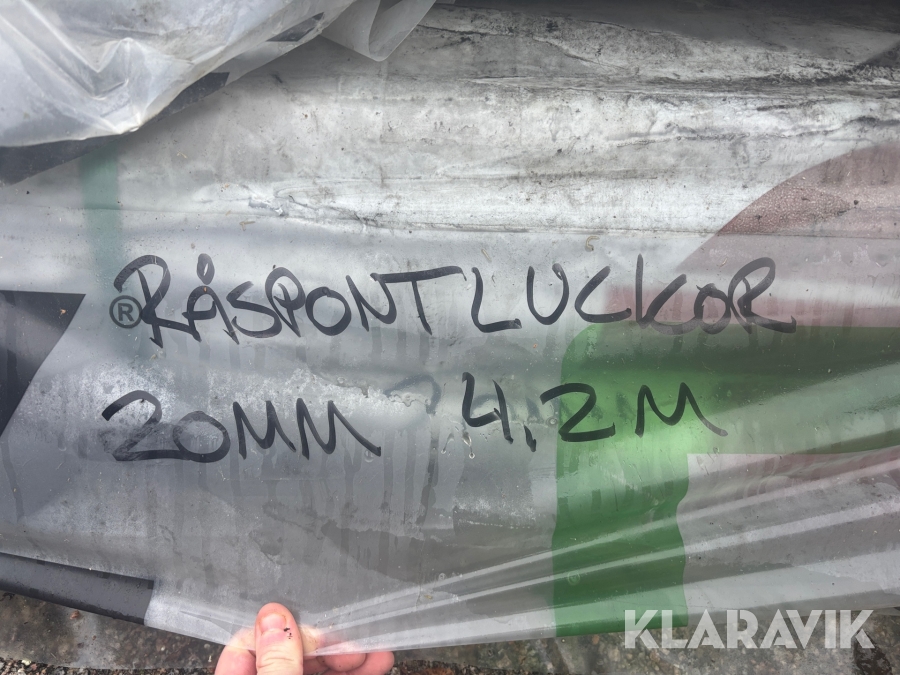 ® RÅSPONTLUCKOR
20MM 4,2M
KLARAVIK